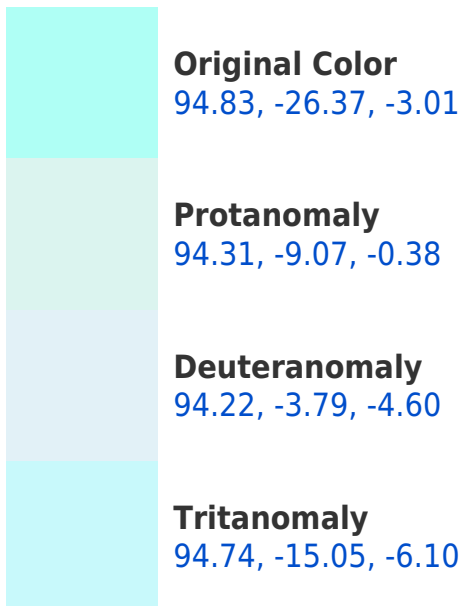 Original Color
94.83, -26.37, -3.01
Protanomaly
94.31, -9.07, -0.38
Deuteranomaly
94.22, -3.79, -4.60
Tritanomaly
94.74, -15.05, -6.10